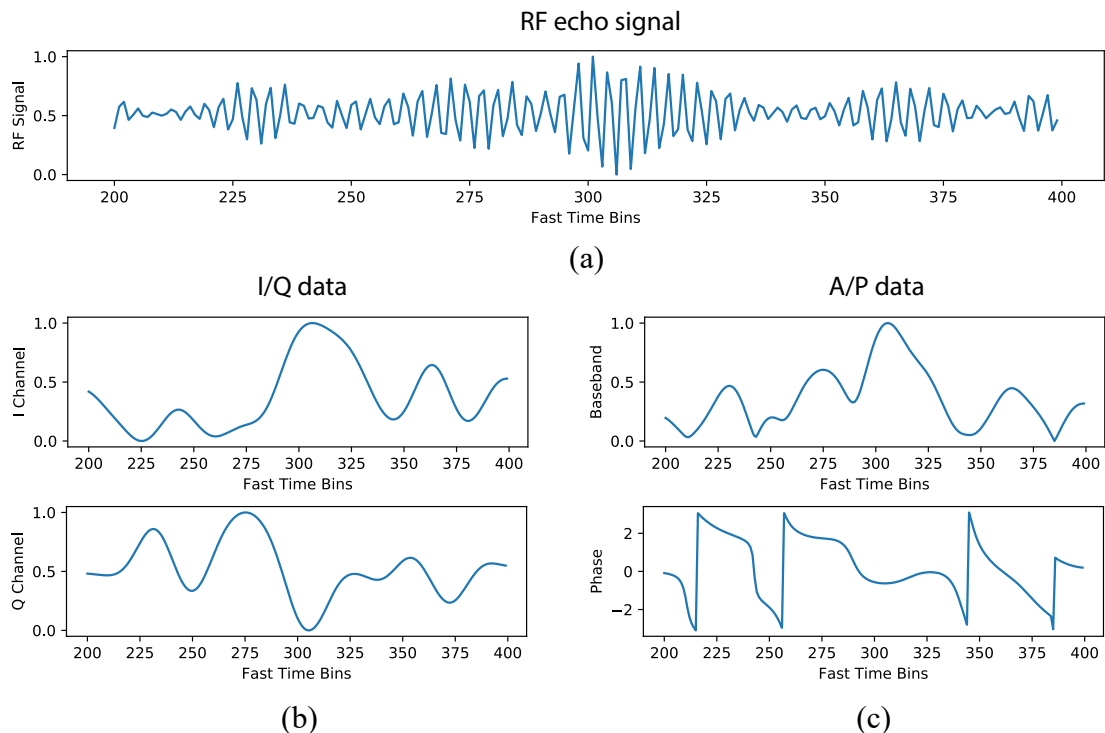 RF echo signal
RF Signal
1.0
0.5
0.0
200 225 250 275 300 325 350 375 400
Fast Time Bins
(a)
I/Q data
I Channel
1.0
0.5
0.0
200 225 250 275 300 325 350 375 400
Fast Time Bins
Q Channel
1.0
0.5
0.0
200 225 250 275 300 325 350 375 400
Fast Time Bins
(b)
A/P data
Baseband
1.0
0.5
0.0
200 225 250 275 300 325 350 375 400
Fast Time Bins
Phase
2
0
−2
200 225 250 275 300 325 350 375 400
Fast Time Bins
(c)